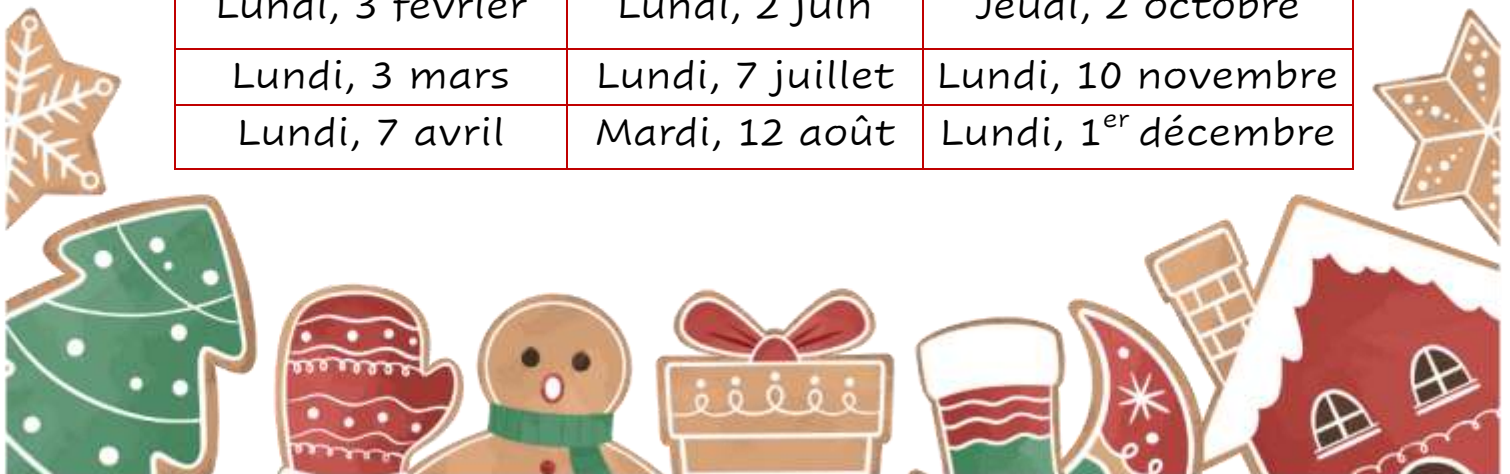 Lundi, 3 février Lundi, 2 juin Jeudi, 2 octobre
Lundi, 3 mars Lundi, 7 juillet Lundi, 10 novembre
Lundi, 7 avril Mardi, 12 août Lundi, 1er décembre